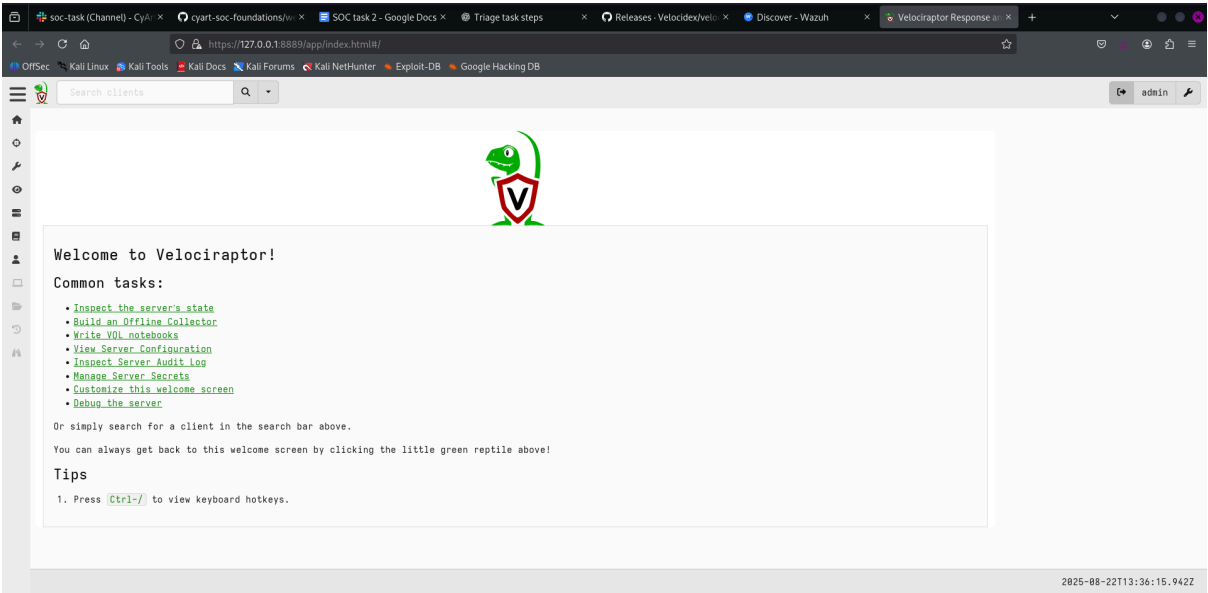 soc-task (Channel) - CyAr
cyart-soc-foundations/we
SOC task 2 - Google Docs
Triage task steps
Releases · Velocidex/veloc
Discover - Wazuh
Velociraptor Response an
https://127.0.0.1:8889/app/index.html#/
OffSec
Kali Linux
Kali Tools
Kali Docs
Kali Forums
Kali NetHunter
Exploit-DB
Google Hacking DB
Search clients
admin
V
Welcome to Velociraptor!
Common tasks:
• Inspect the server's state
• Build an Offline Collector
• Write VQL notebooks
• View Server Configuration
• Inspect Server Audit Log
• Manage Server Secrets
• Customize this welcome screen
• Debug the server
Or simply search for a client in the search bar above.
You can always get back to this welcome screen by clicking the little green reptile above!
Tips
1. Press Ctrl-/ to view keyboard hotkeys.
2025-08-22T13:36:15.942Z